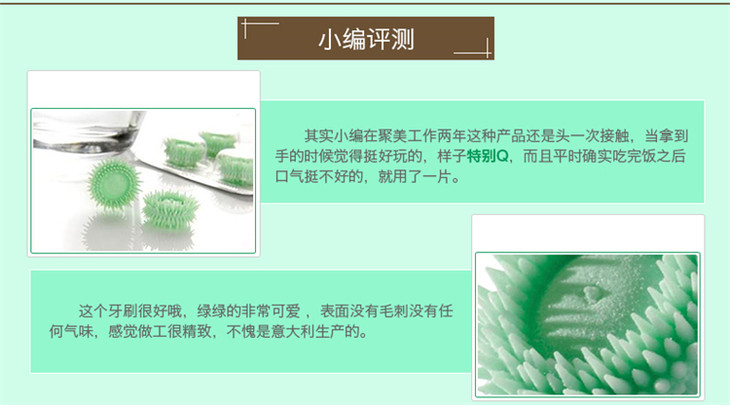 小编评测
其实小编在聚美工作两年这种产品还是头一次接触，当拿到
手的时候觉得挺好玩的，样子特别Q，而且平时确实吃完饭之后
口气挺不好的，就用了一片。
这个牙刷很好哦，绿绿的非常可爱 ，表面没有毛刺没有任
何气味，感觉做工很精致，不愧是意大利生产的。